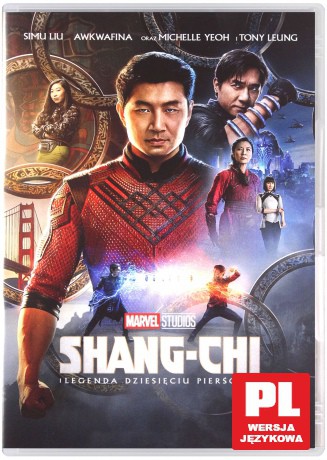 SIMU LIU AWKWAFINA ORAZ MICHELLE YEOH I TONY LEUNG
MARVEL STUDIOS
SHANG-CHI
I LEGENDA DZIESIĘCIU
PL
WERSJA
JĘZYKOWA